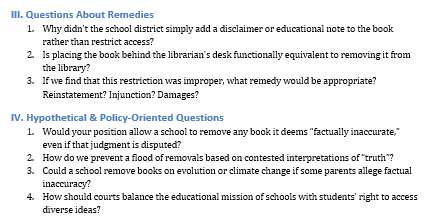 III. Questions About Remedies
1. Why didn't the school district simply add a disclaimer or educational note to the book
rather than restrict access?
2. Is placing the book behind the librarian's desk functionally equivalent to removing it from
the library?
3. If we find that this restriction was improper, what remedy would be appropriate?
Reinstatement? Injunction? Damages?
IV. Hypothetical & Policy-Oriented Questions
1. Would your position allow a school to remove any book it deems "factually inaccurate,"
even if that judgment is disputed?
2. How do we prevent a flood of removals based on contested interpretations of "truth"?
3. Could a school remove books on evolution or climate change if some parents allege factual
inaccuracy?
4. How should courts balance the educational mission of schools with students' right to access
diverse ideas?